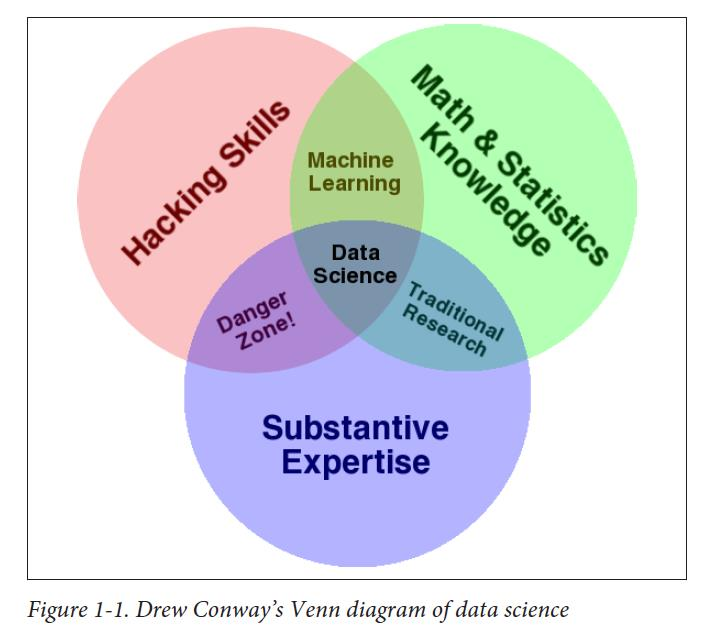 Hacking Skills
Math & Statistics
Knowledge
Machine
Learning
Data
Science
Danger
Zone!
Traditional
Research
Substantive
Expertise
Figure 1-1. Drew Conway’s Venn diagram of data science